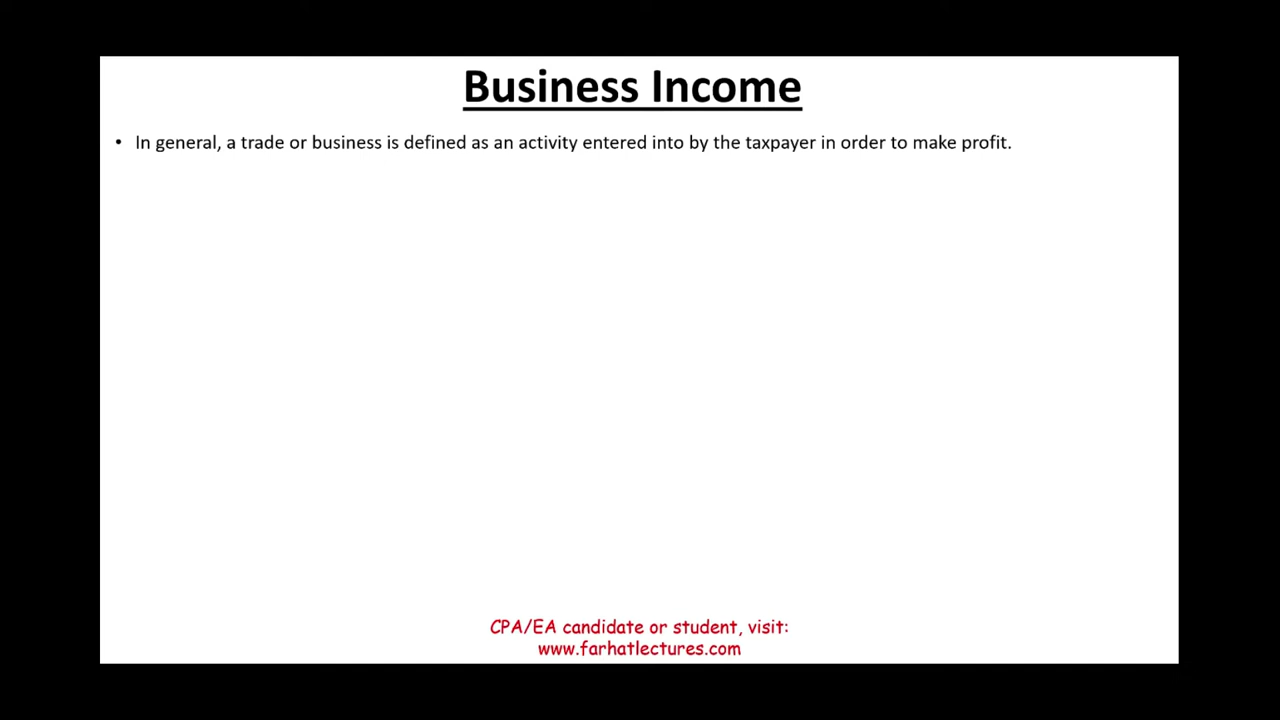 Business Income
• In general, a trade or business is defined as an activity entered into by the taxpayer in order to make profit.
CPA/EA candidate or student, visit:
www.farhatlectures.com